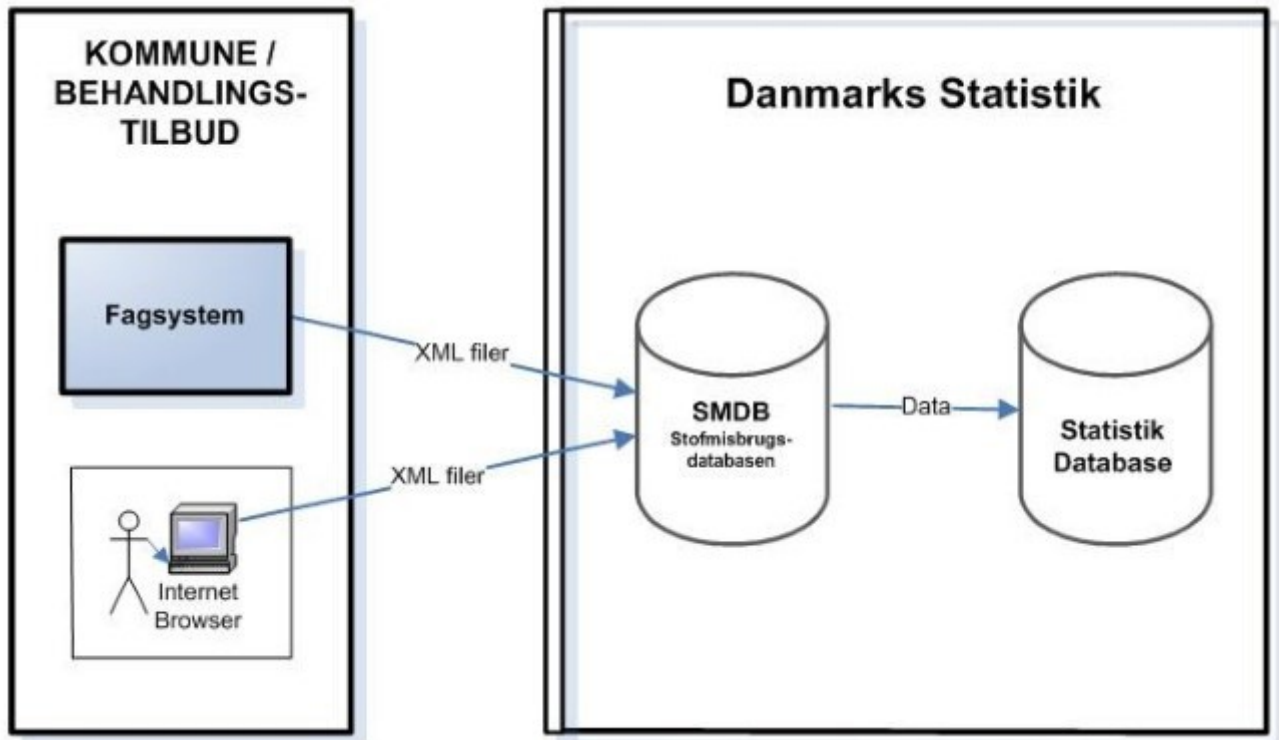 KOMMUNE /
BEHANDLINGS-
TILBUD
Fagsystem
Internet
Browser
XML filer
XML filer
Danmarks Statistik
SMDB
Stofmisbrugs-
databasen
Data
Statistik
Database